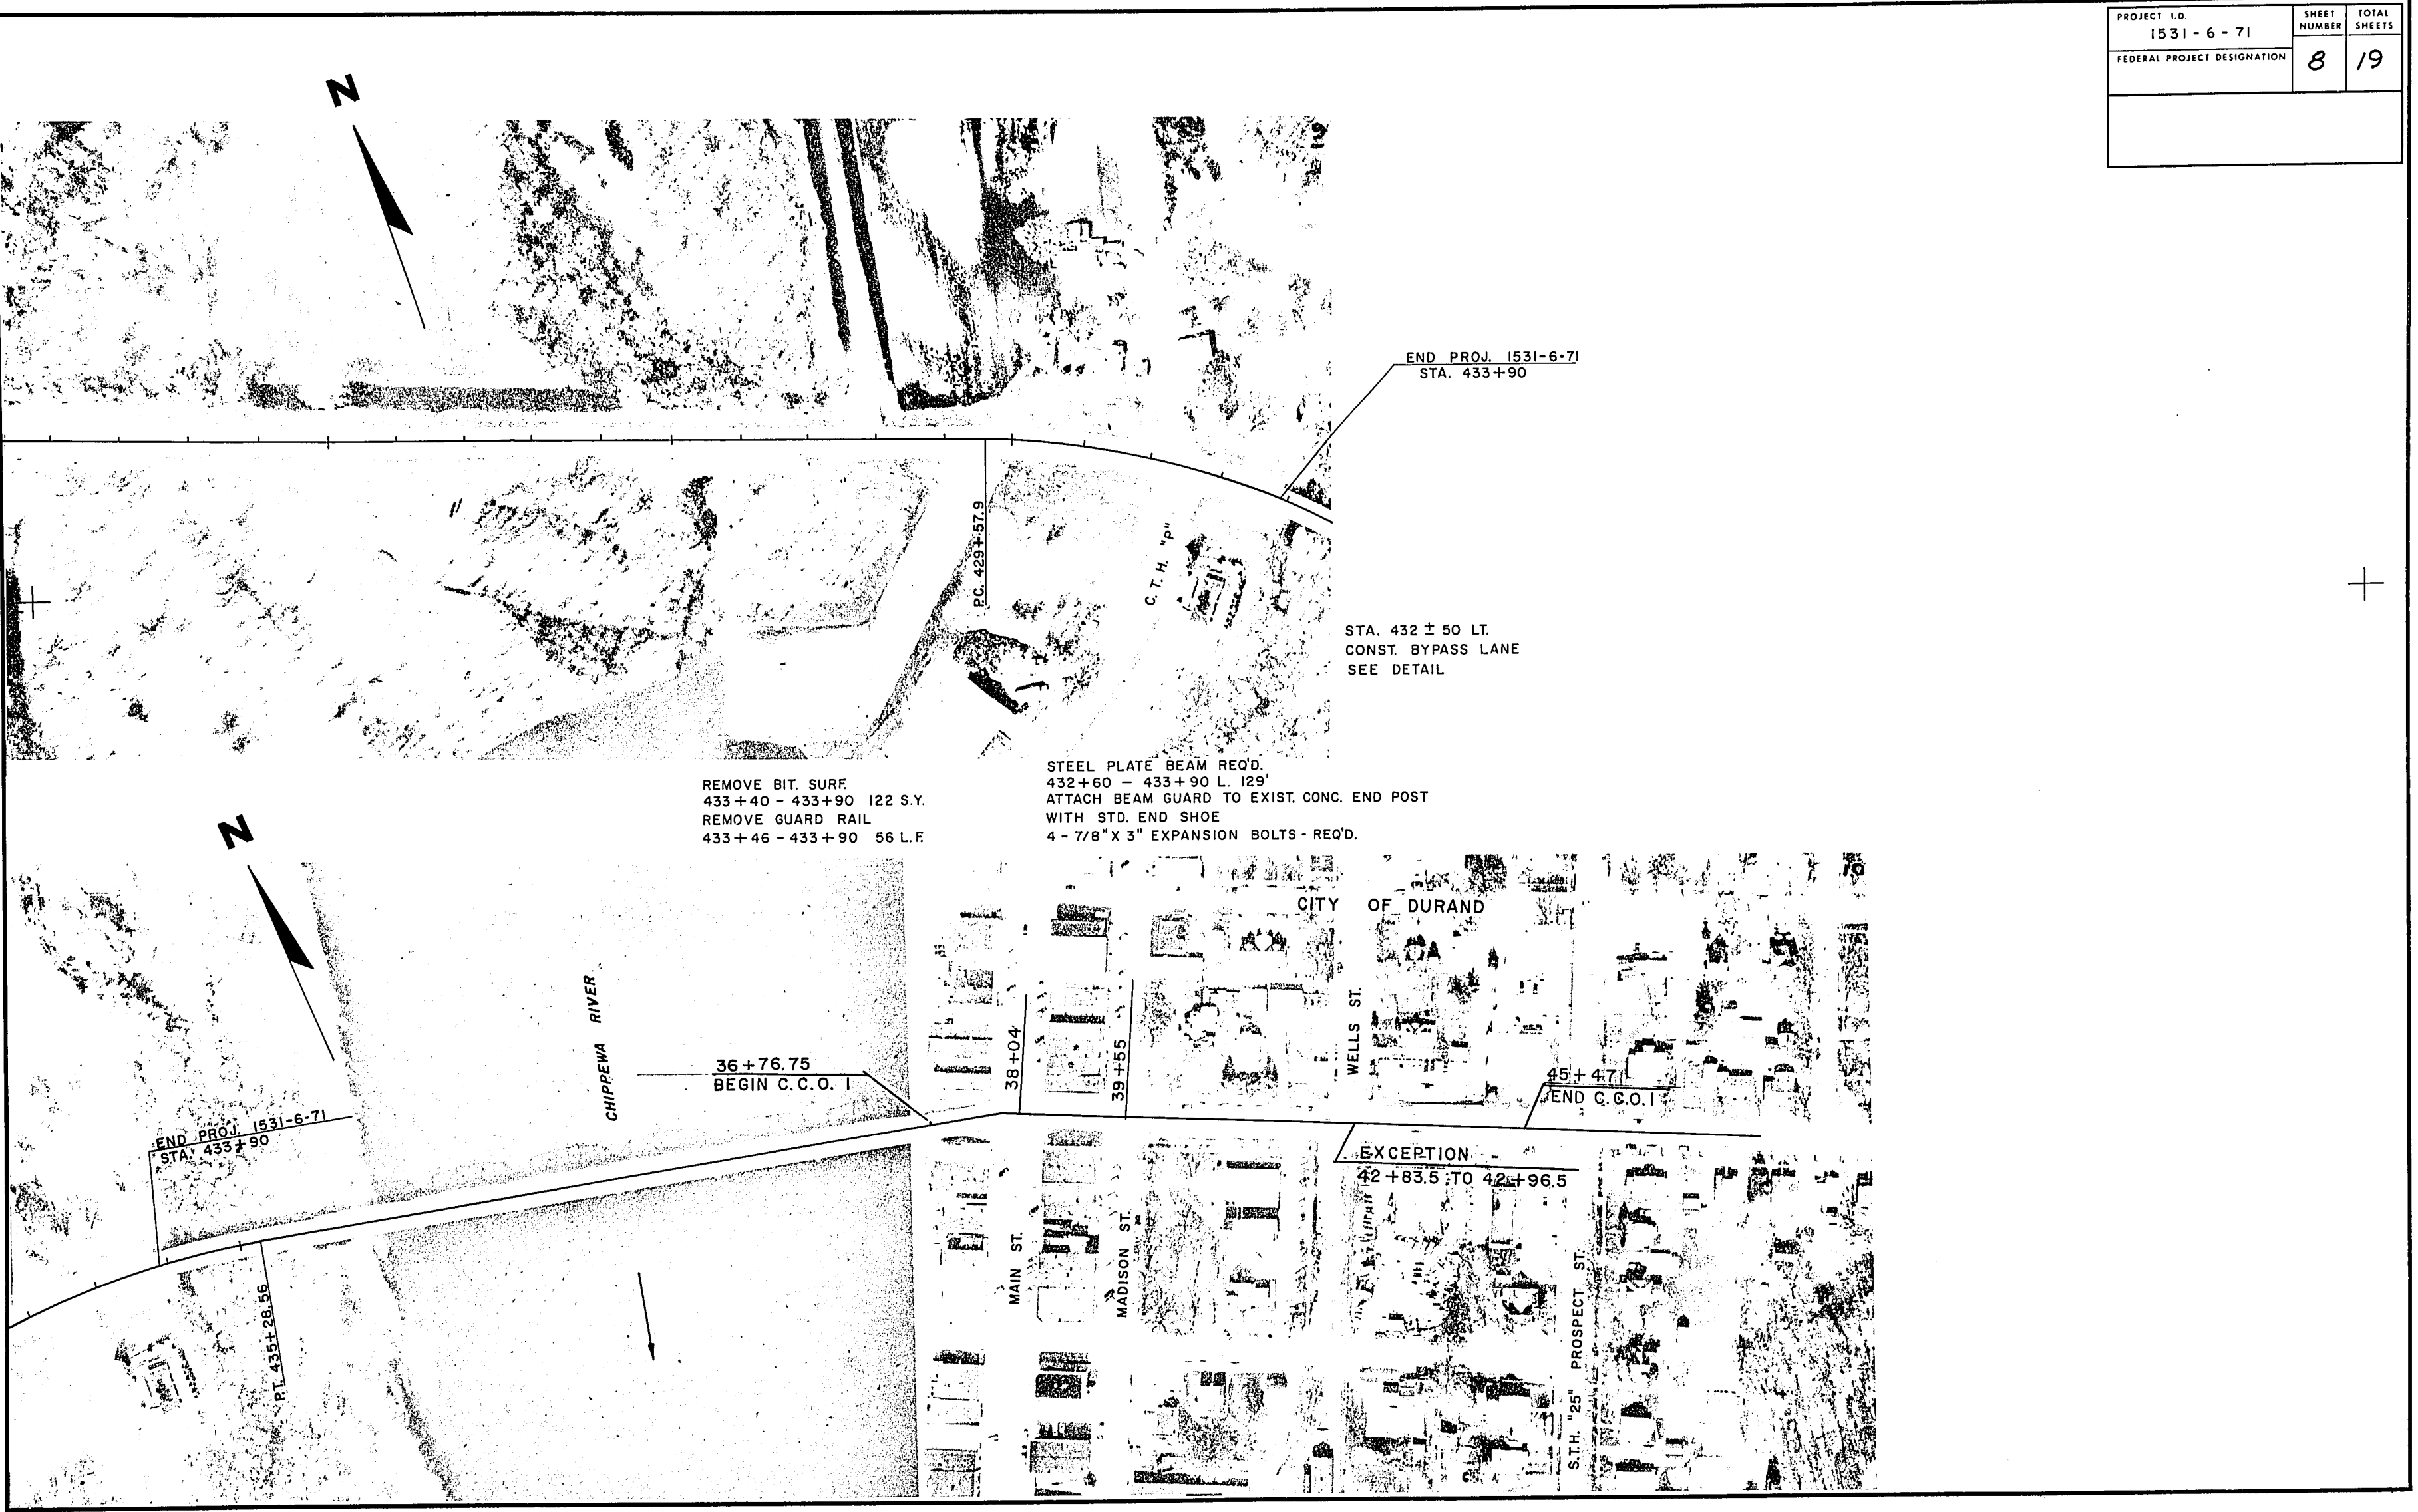 PROJECT I.D.
1531-6-71
SHEET NUMBER
8
TOTAL SHEETS
19
FEDERAL PROJECT DESIGNATION
N
END PROJ. 1531-6-71
STA. 433+90
P.C. 429+57.9
C.T.H. "P"
STA. 432 ± 50 LT.
CONST. BYPASS LANE
SEE DETAIL
REMOVE BIT. SURF.
433+40 - 433+90 122 S.Y.
REMOVE GUARD RAIL
433+46 - 433+90 56 L.F.
STEEL PLATE BEAM REQ'D.
432+60 - 433+90 L. 129'
ATTACH BEAM GUARD TO EXIST. CONC. END POST
WITH STD. END SHOE
4 - 7/8" X 3" EXPANSION BOLTS - REQ'D.
N
10
CITY OF DURAND
CHIPPEWA RIVER
36+76.75
BEGIN C.C.O. 1
38+04
39+55
WELLS ST.
45+47
END C.C.O. 1
END PROJ. 1531-6-71
STA. 433+90
EXCEPTION
42+83.5 TO 42+96.5
P.T. 435+28.56
MAIN ST.
MADISON ST.
S.T.H. "25" PROSPECT ST.